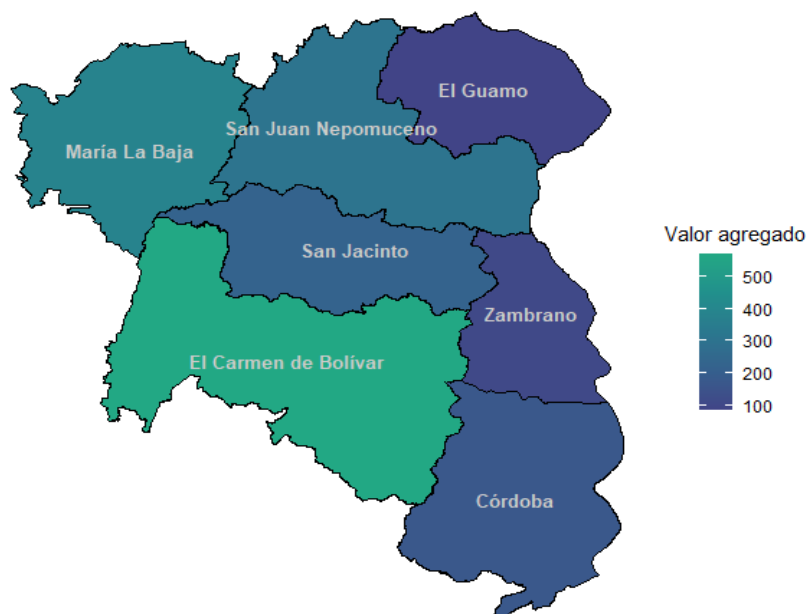 El Guamo
San Juan Nepomuceno
María La Baja
San Jacinto
Zambrano
El Carmen de Bolívar
Córdoba
Valor agregado
500
400
300
200
100